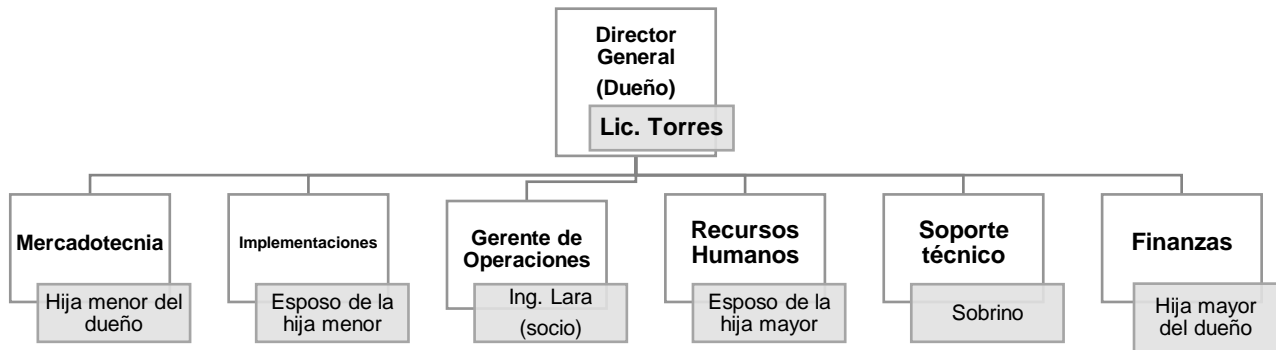 Director
General
(Dueño)
Lic. Torres
Mercadotecnia
Hija menor del
dueño
Implementaciones
Esposo de la
hija menor
Gerente de
Operaciones
Ing. Lara
(socio)
Recursos
Humanos
Esposo de la
hija mayor
Soporte
técnico
Sobrino
Finanzas
Hija mayor
del dueño